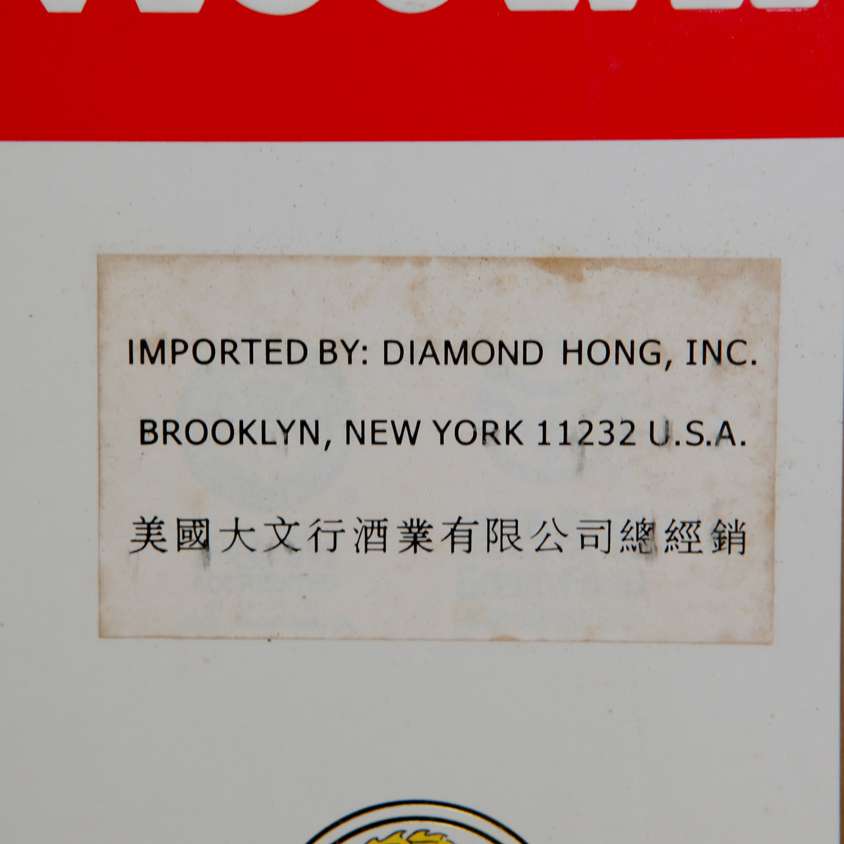 IMPORTED BY: DIAMOND HONG, INC.
BROOKLYN, NEW YORK 11232 U.S.A.
美國大文行酒業有限公司總經銷